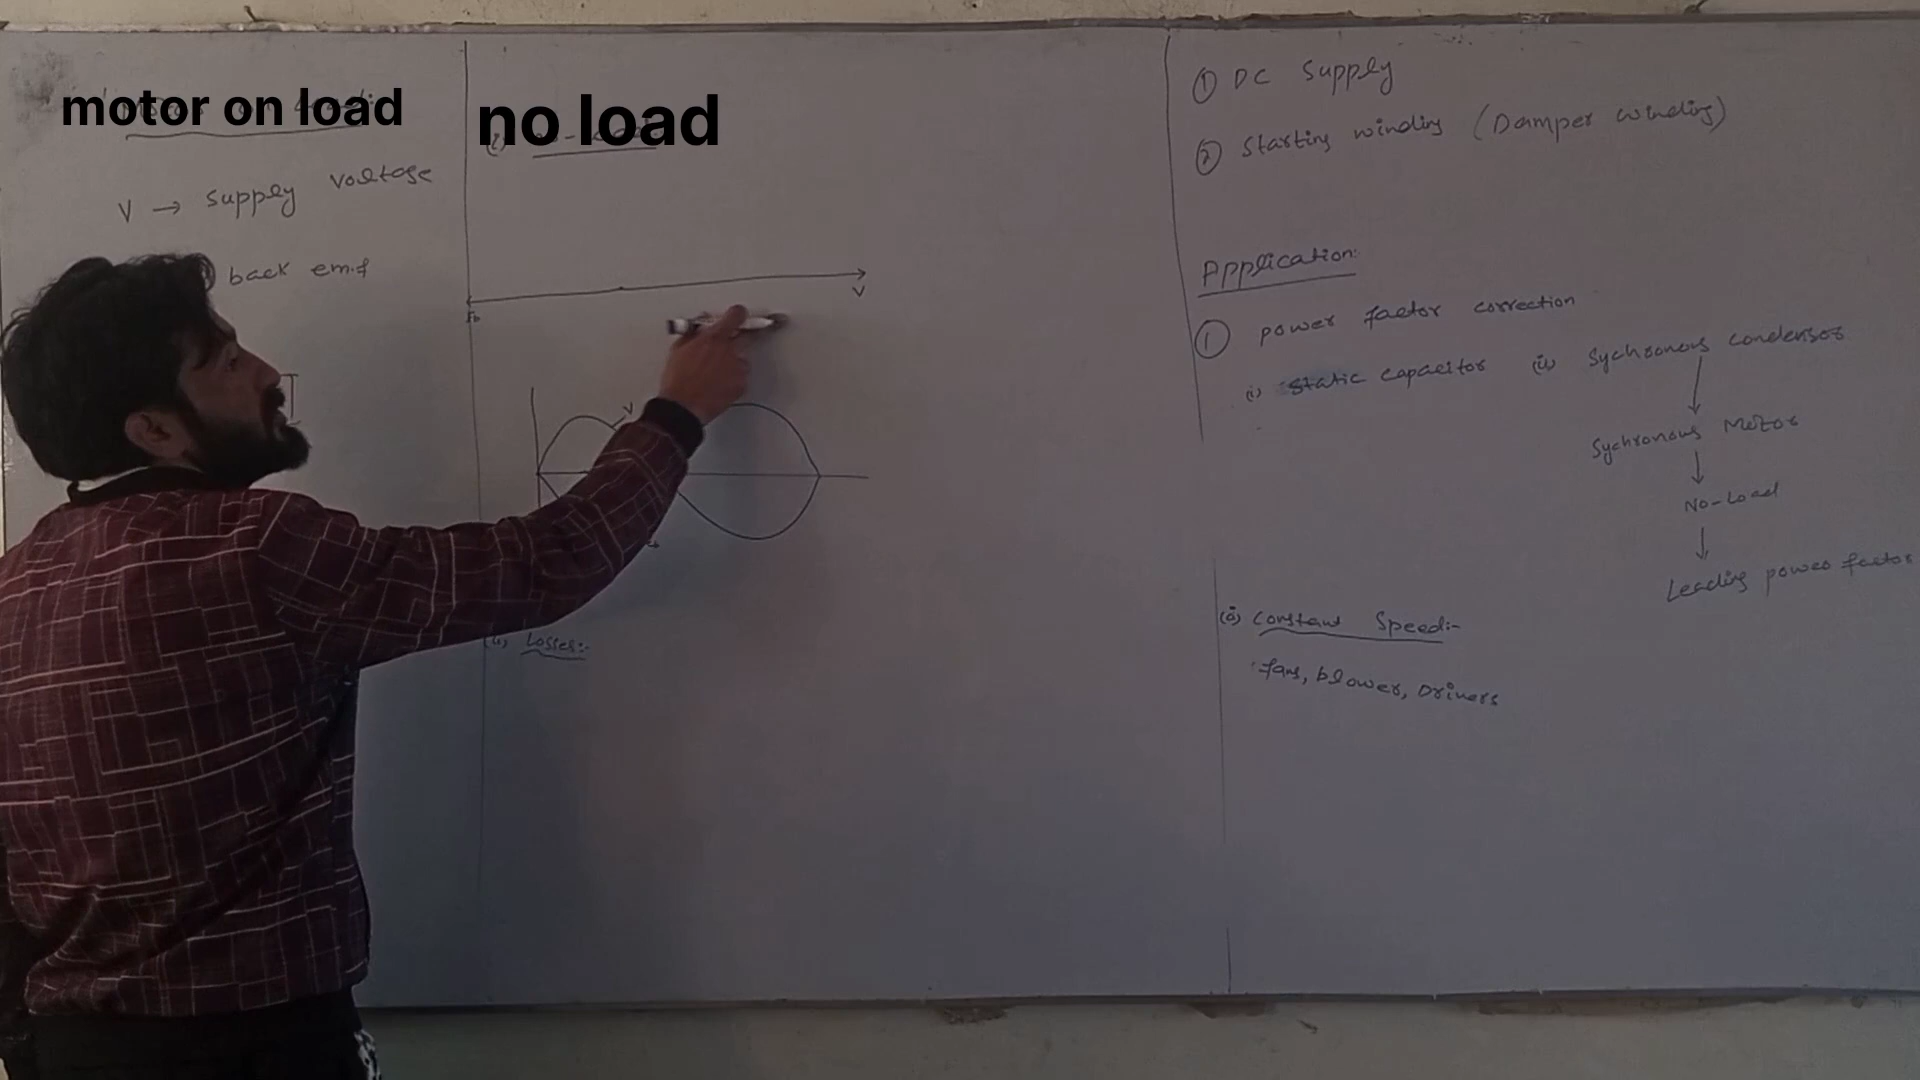 motor on load
V → supply voltage
back em.f
no load
(i)
V
Eb
V
(ii) Losses:-
① DC Supply
② Starting winding (Damper winding)
Application:
① power factor correction
(i) Static capacitor (ii) Sychronous condensor
↓
Sychronous Motor
↓
No-Load
↓
Leading power factor
Constant Speed:-
fans, blower, Drivers